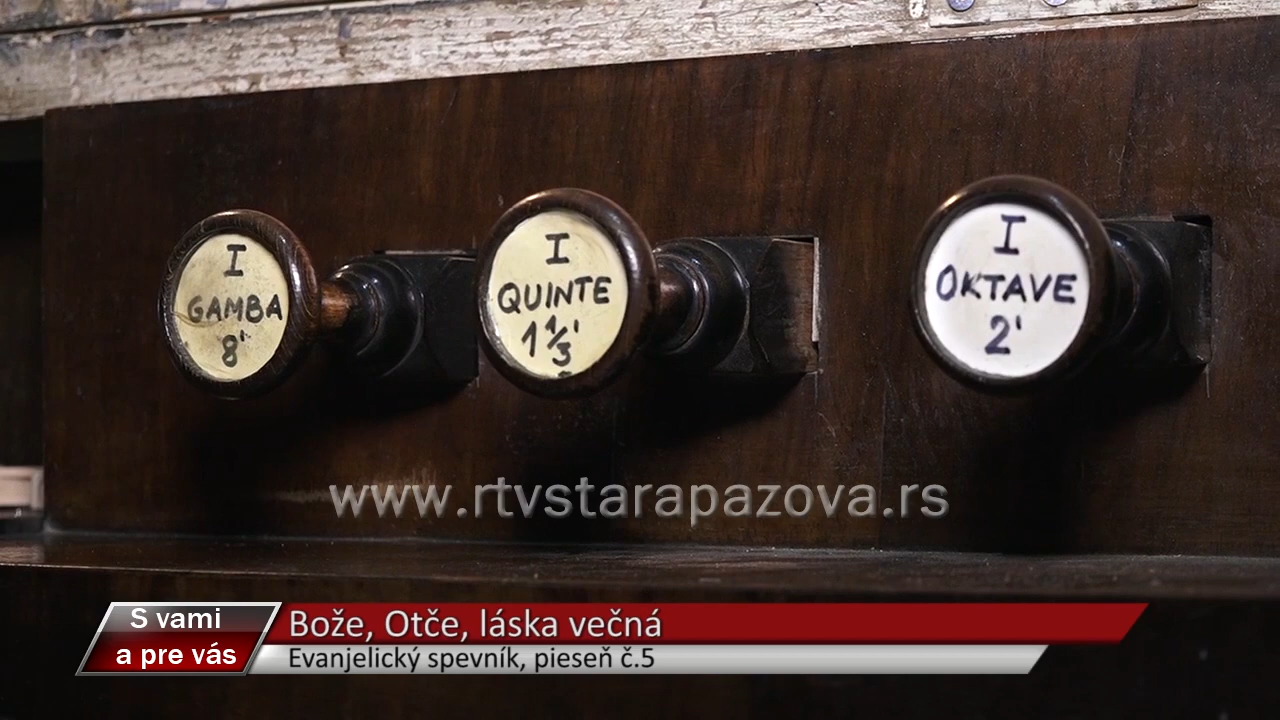 I
GAMBA
8'
I
QUINTE
1 1/3'
I
OKTAVE
2'
www.rtvstarapazova.rs
S vami
a pre vás
Bože, Otče, láska večná
Evanjelický spevník, pieseň č.5